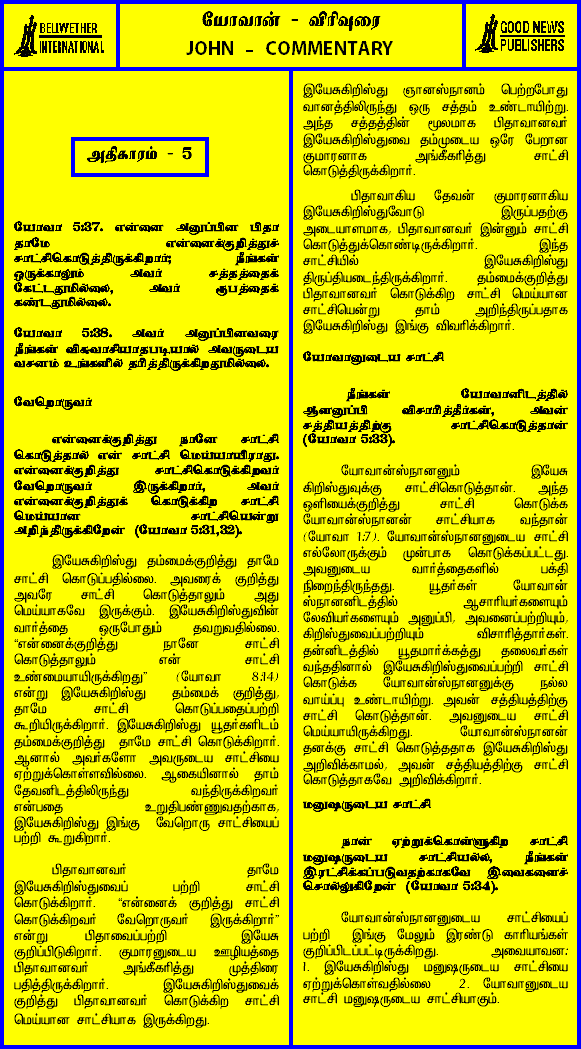 BELWETHER
INTERNATIONAL
யோவான் - விரிவுரை
JOHN - COMMENTARY
GOOD NEWS
PUBLISHERS
அதிகாரம் - 5
யோவா 5:37. என்னை அனுப்பின பிதா
தாமே என்னைக்குறித்துச்
சாட்சிகொடுத்திருக்கிறார்; நீங்கள்
ஒருக்காலும் அவர் சத்தத்தைக்
கேட்டதுமில்லை, அவர் ரூபத்தைக்
கண்டதுமில்லை.
யோவா 5:38. அவர் அனுப்பினவரை
நீங்கள் விசுவாசியாதபடியால் அவருடைய
வசனம் உங்களில் தரித்திருக்கிறதுமில்லை.
வேறொருவர்
என்னைக்குறித்து நானே சாட்சி
கொடுத்தால் என் சாட்சி மெய்யாயிராது.
என்னைக்குறித்து சாட்சிகொடுக்கிறவர்
வேறொருவர் இருக்கிறார், அவர்
என்னைக்குறித்துக் கொடுக்கிற சாட்சி
மெய்யான சாட்சியென்று
அறிந்திருக்கிறேன் (யோவா 5:31,32).
இயேசுகிறிஸ்து தம்மைக்குறித்து தாமே
சாட்சி கொடுப்பதில்லை. அவரைக் குறித்து
அவரே சாட்சி கொடுத்தாலும் அது
மெய்யாகவே இருக்கும். இயேசுகிறிஸ்துவின்
வார்த்தை ஒருபோதும் தவறுவதில்லை.
“என்னைக்குறித்து நானே சாட்சி
கொடுத்தாலும் என் சாட்சி
உண்மையாயிருக்கிறது” (யோவா 8:14)
என்று இயேசுகிறிஸ்து தம்மைக் குறித்து,
தாமே சாட்சி கொடுப்பதைப்பற்றி
கூறியிருக்கிறார். இயேசுகிறிஸ்து யூதர்களிடம்
தம்மைக்குறித்து தாமே சாட்சி கொடுக்கிறார்.
ஆனால் அவர்களோ அவருடைய சாட்சியை
ஏற்றுக்கொள்ளவில்லை. ஆகையினால் தாம்
தேவனிடத்திலிருந்து வந்திருக்கிறவர்
என்பதை உறுதிபண்ணுவதற்காக,
இயேசுகிறிஸ்து இங்கு வேறொரு சாட்சியைப்
பற்றி கூறுகிறார்.
பிதாவானவர் தாமே
இயேசுகிறிஸ்துவைப் பற்றி சாட்சி
கொடுக்கிறார். “என்னைக் குறித்து சாட்சி
கொடுக்கிறவர் வேறொருவர் இருக்கிறார்”
என்று பிதாவைப்பற்றி இயேசு
குறிப்பிடுகிறார். குமாரனுடைய ஊழியத்தை
பிதாவானவர் அங்கீகரித்து முத்திரை
பதித்திருக்கிறார். இயேசுகிறிஸ்துவைக்
குறித்து பிதாவானவர் கொடுக்கிற சாட்சி
மெய்யான சாட்சியாக இருக்கிறது.
இயேசுகிறிஸ்து ஞானஸ்நானம் பெற்றபோது
வானத்திலிருந்து ஒரு சத்தம் உண்டாயிற்று.
அந்த சத்தத்தின் மூலமாக பிதாவானவர்
இயேசுகிறிஸ்துவை தம்முடைய ஒரே பேறான
குமாரனாக அங்கீகரித்து சாட்சி
கொடுத்திருக்கிறார்.
பிதாவாகிய தேவன் குமாரனாகிய
இயேசுகிறிஸ்துவோடு இருப்பதற்கு
அடையாளமாக, பிதாவானவர் இன்னும் சாட்சி
கொடுத்துக்கொண்டிருக்கிறார். இந்த
சாட்சியில் இயேசுகிறிஸ்து
திருப்தியடைந்திருக்கிறார். தம்மைக்குறித்து
பிதாவானவர் கொடுக்கிற சாட்சி மெய்யான
சாட்சியென்று தாம் அறிந்திருப்பதாக
இயேசுகிறிஸ்து இங்கு விவரிக்கிறார்.
யோவானுடைய சாட்சி
நீங்கள் யோவானிடத்தில்
ஆளனுப்பி விசாரித்தீர்கள், அவன்
சத்தியத்திற்கு சாட்சிகொடுத்தான்
(யோவா 5:33).
யோவான்ஸ்நானனும் இயேசு
கிறிஸ்துவுக்கு சாட்சிகொடுத்தான். அந்த
ஒளியைக்குறித்து சாட்சி கொடுக்க
யோவான்ஸ்நானன் சாட்சியாக வந்தான்
(யோவா 1:7). யோவான்ஸ்நானனுடைய சாட்சி
எல்லோருக்கும் முன்பாக கொடுக்கப்பட்டது.
அவனுடைய வார்த்தைகளில் பக்தி
நிறைந்திருந்தது. யூதர்கள் யோவான்
ஸ்நானனிடத்தில் ஆசாரியர்களையும்
லேவியர்களையும் அனுப்பி, அவனைப்பற்றியும்,
கிறிஸ்துவைப்பற்றியும் விசாரித்தார்கள்.
தன்னிடத்தில் யூதமார்க்கத்து தலைவர்கள்
வந்ததினால் இயேசுகிறிஸ்துவைப்பற்றி சாட்சி
கொடுக்க யோவான்ஸ்நானனுக்கு நல்ல
வாய்ப்பு உண்டாயிற்று. அவன் சத்தியத்திற்கு
சாட்சி கொடுத்தான். அவனுடைய சாட்சி
மெய்யாயிருக்கிறது. யோவான்ஸ்நானன்
தனக்கு சாட்சி கொடுத்ததாக இயேசுகிறிஸ்து
அறிவிக்காமல், அவன் சத்தியத்திற்கு சாட்சி
கொடுத்தாகவே அறிவிக்கிறார்.
மனுஷருடைய சாட்சி
நான் ஏற்றுக்கொள்ளுகிற சாட்சி
மனுஷருடைய சாட்சியல்ல, நீங்கள்
இரட்சிக்கப்படுவதற்காகவே இவைகளைச்
சொல்லுகிறேன் (யோவா 5:34).
யோவான்ஸ்நானனுடைய சாட்சியைப்
பற்றி இங்கு மேலும் இரண்டு காரியங்கள்
குறிப்பிடப்பட்டிருக்கிறது. அவையாவன:
1. இயேசுகிறிஸ்து மனுஷருடைய சாட்சியை
ஏற்றுக்கொள்வதில்லை 2. யோவானுடைய
சாட்சி மனுஷருடைய சாட்சியாகும்.